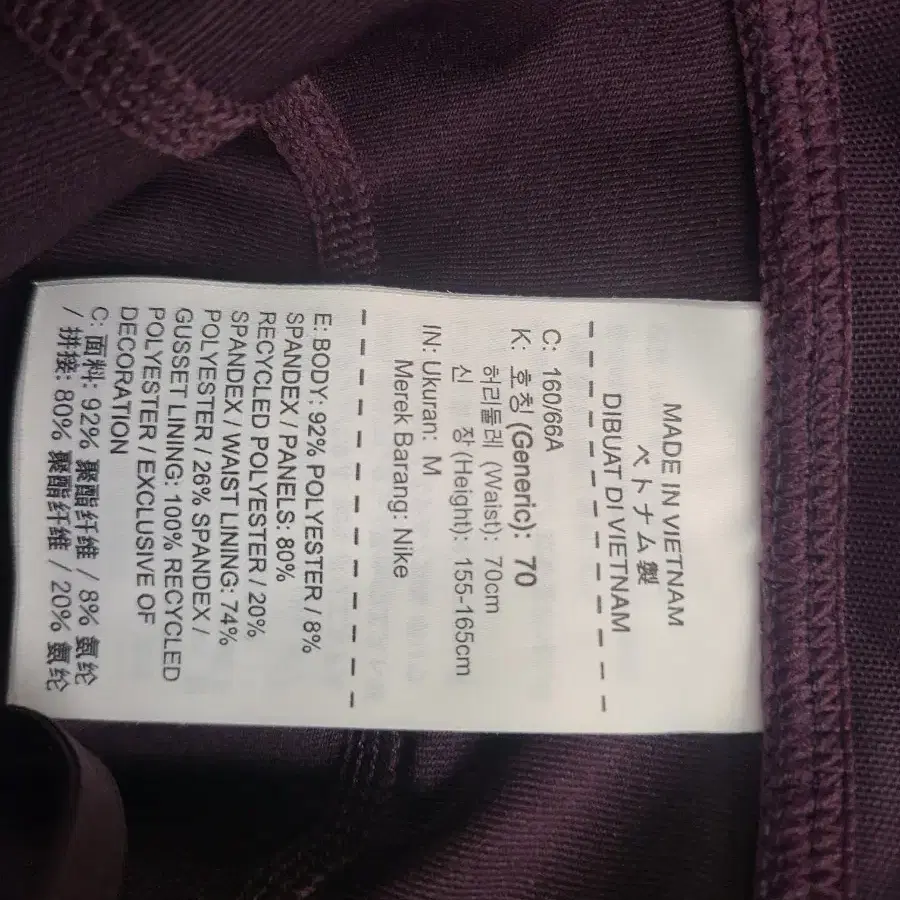 MADE IN VIETNAM
ベトナム製
DIBUAT DI VIETNAM
C: 160/66A
K: 호칭 (Generic): 70
허리둘레 (Waist): 70cm
신 장 (Height): 155-165cm
IN: Ukuran: M
Merek Barang: Nike
E: BODY: 92% POLYESTER / 8%
SPANDEX / PANELS: 80%
RECYCLED POLYESTER / 20%
SPANDEX / WAIST LINING: 74%
POLYESTER / 26% SPANDEX /
GUSSET LINING: 100% RECYCLED
POLYESTER / EXCLUSIVE OF
DECORATION
C: 面料: 92% 聚酯纤维 / 8% 氨纶
/ 拼接: 80% 聚酯纤维 / 20% 氨纶